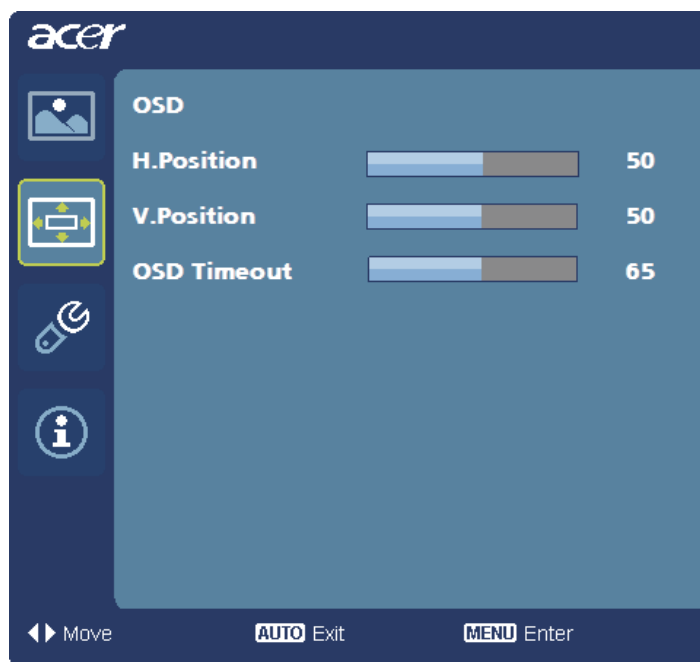 acer
OSD
H.Position 50
V.Position 50
OSD Timeout 65
Move AUTO Exit MENU Enter